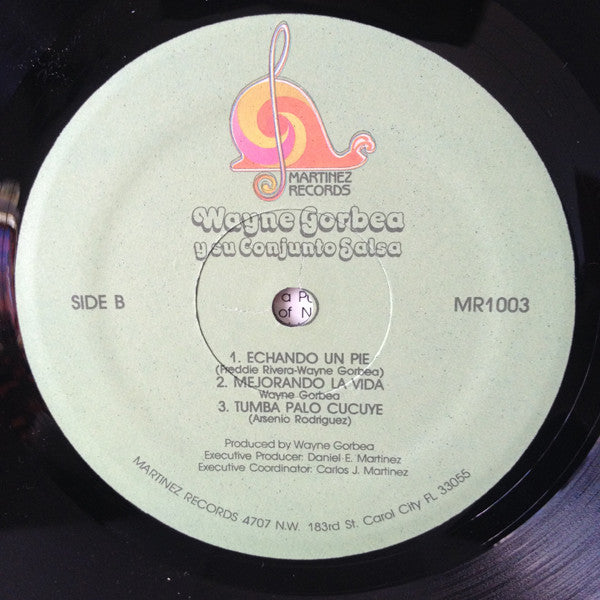 MARTINEZ
RECORDS
Wayne Gorbea
y su Conjunto Salsa
SIDE B
MR1003
a Pu
of N
1. ECHANDO UN PIE
(Freddie Rivera-Wayne Gorbea)
2. MEJORANDO LA VIDA
Wayne Gorbea
3. TUMBA PALO CUCUYE
(Arsenio Rodriguez)
Produced by Wayne Gorbea
Executive Producer: Daniel E. Martinez
Executive Coordinator: Carlos J. Martinez
MARTINEZ RECORDS 4707 N.W. 183rd St. Carol City FL 33055